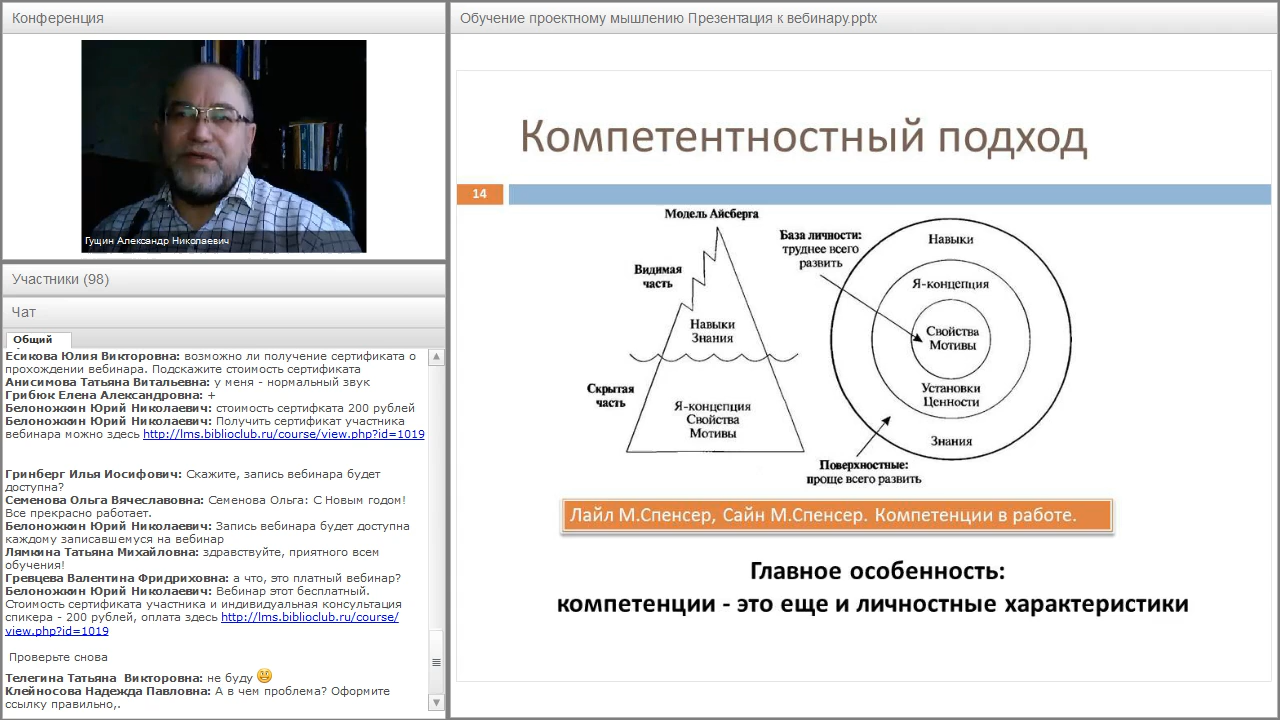 Конференция
Гущин Александр Николаевич
Участники (98)
Чат
Общий
Есикова Юлия Викторовна: возможно ли получение сертификата о
прохождении вебинара. Подскажите стоимость сертификата
Анисимова Татьяна Витальевна: у меня - нормальный звук
Грибюк Елена Александровна: +
Белоножкин Юрий Николаевич: стоимость сертифката 200 рублей
Белоножкин Юрий Николаевич: Получить сертификат участника
вебинара можно здесь http://lms.biblioclub.ru/course/view.php?id=1019
Гринберг Илья Иосифович: Скажите, запись вебинара будет
доступна?
Семенова Ольга Вячеславовна: Семенова Ольга: С Новым годом!
Все прекрасно работает.
Белоножкин Юрий Николаевич: Запись вебинара будет доступна
каждому записавшемуся на вебинар
Лямкина Татьяна Михайловна: здравствуйте, приятного всем
обучения!
Гревцева Валентина Фридриховна: а что, это платный вебинар?
Белоножкин Юрий Николаевич: Вебинар этот бесплатный.
Стоимость сертификата участника и индивидуальная консультация
спикера - 200 рублей, оплата здесь http://lms.biblioclub.ru/course/
view.php?id=1019
Проверьте снова
Телегина Татьяна Викторовна: не буду
Клейносова Надежда Павловна: А в чем проблема? Оформите
ссылку правильно,.
Обучение проектному мышлению Презентация к вебинару.pptx
Компетентностный подход
14
Модель Айсберга
Видимая
часть
Навыки
Знания
Скрытая
часть
Я-концепция
Свойства
Мотивы
База личности:
труднее всего
развить
Навыки
Я-концепция
Свойства
Мотивы
Установки
Ценности
Знания
Поверхностные:
проще всего развить
Лайл М.Спенсер, Сайн М.Спенсер. Компетенции в работе.
Главное особенность:
компетенции - это еще и личностные характеристики